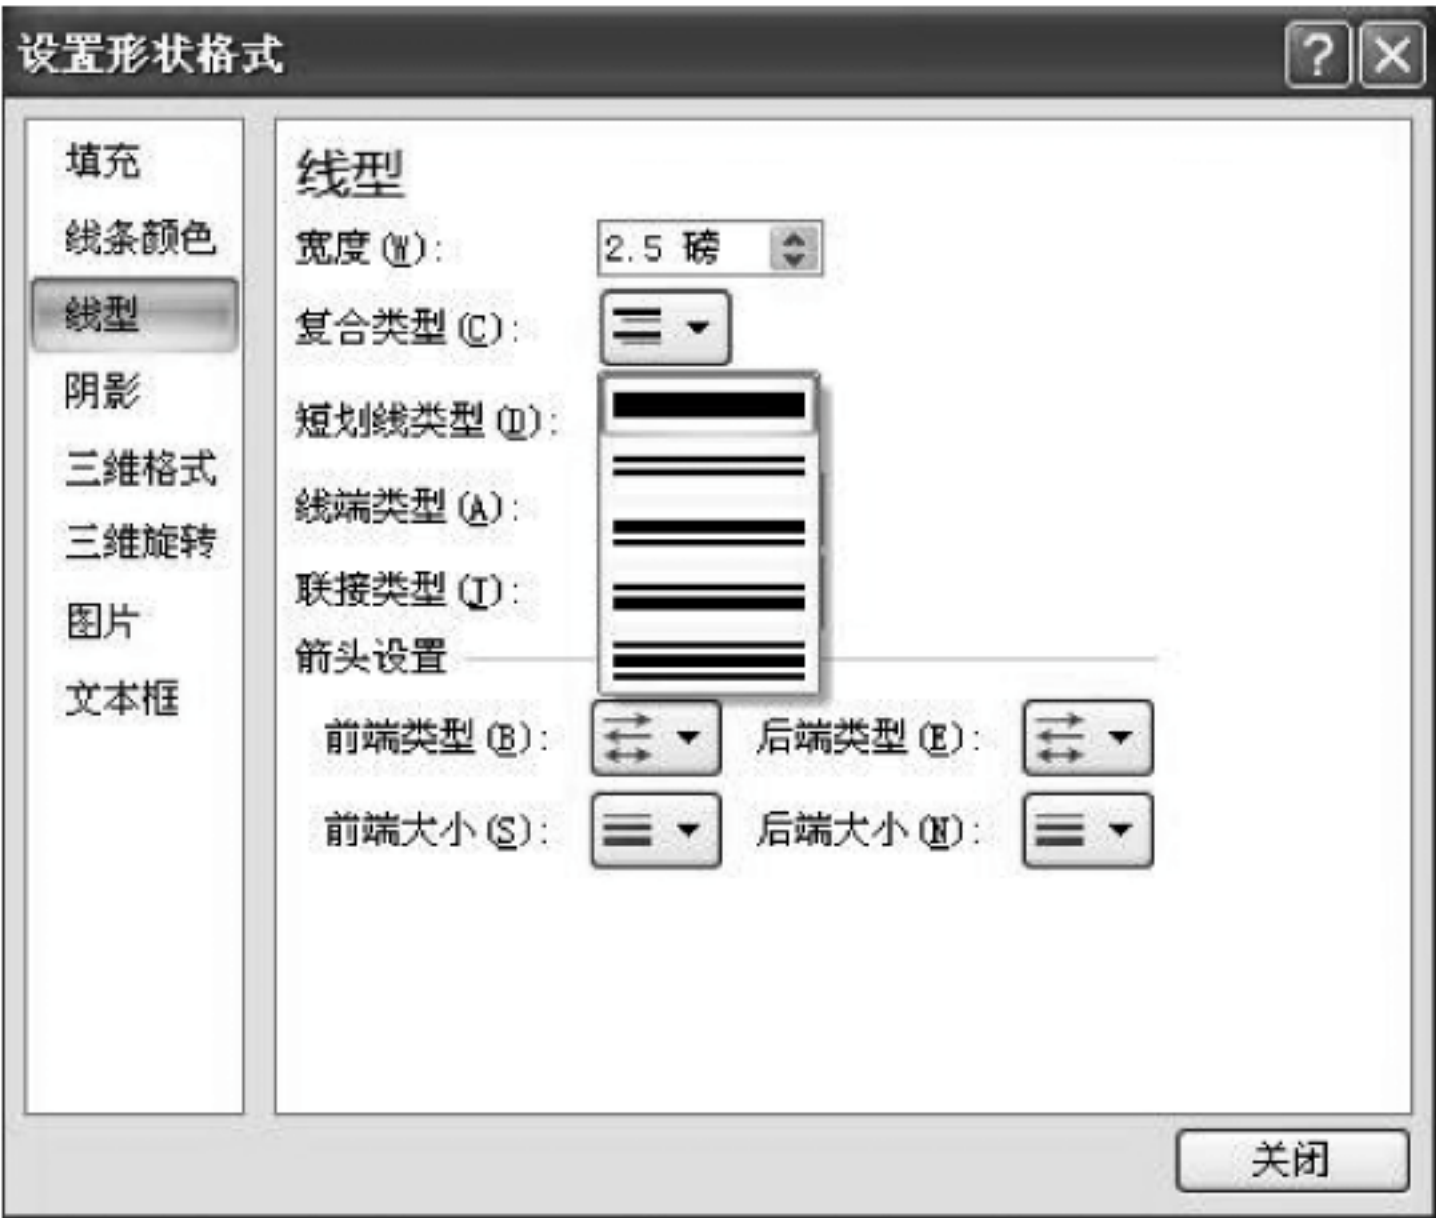 设置形状格式
填充
线条颜色
线型
阴影
三维格式
三维旋转
图片
文本框
线型
宽度(W): 2.5 磅
复合类型(C):
短划线类型(D):
线端类型(A):
联接类型(J):
箭头设置
前端类型(B): 后端类型(E):
前端大小(S): 后端大小(N):
关闭